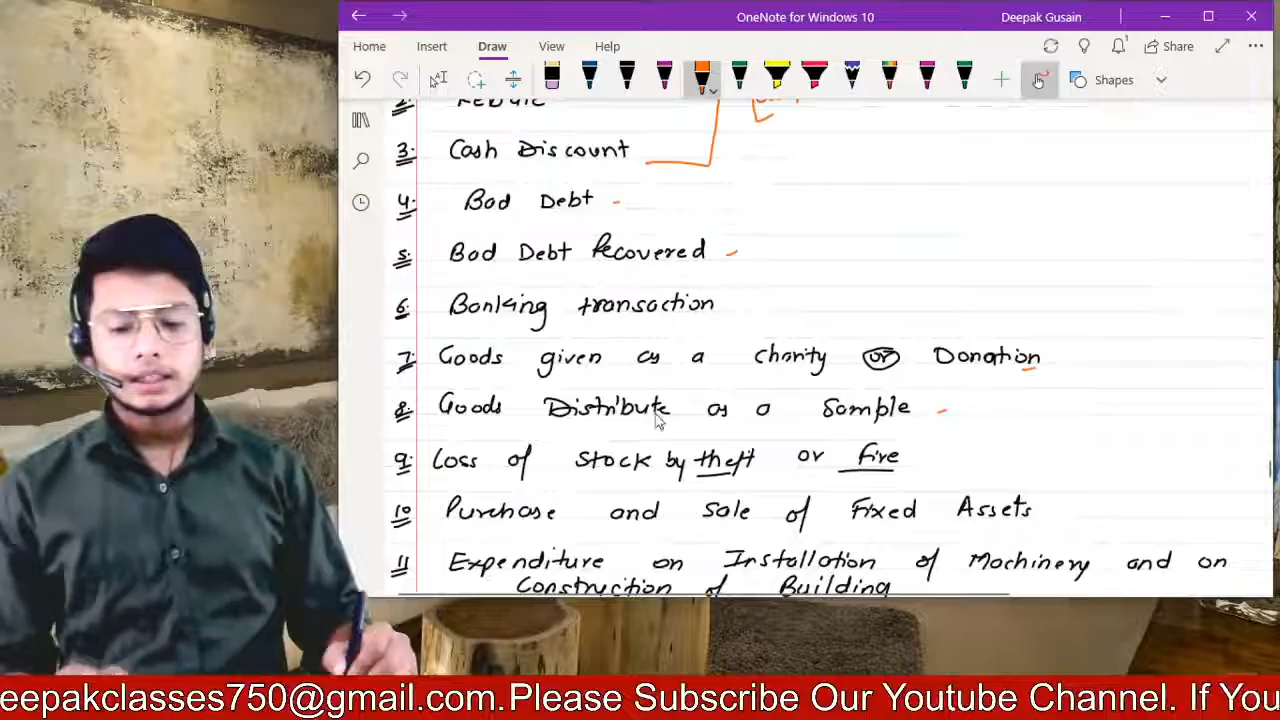 OneNote for Windows 10
Deepak Gusain
Home Insert Draw View Help
Share
Shapes
2. Rebate
3. Cash Discount
4. Bad Debt
5. Bad Debt Recovered
6. Banking transaction
7. Goods given as a charity or Donation
8. Goods Distribute as a Sample
9. Loss of Stock by theft or fire
10 Purchase and Sale of Fixed Assets
11 Expenditure on Installation of Machinery and on
Construction of Building
eepakclasses750@gmail.com.Please Subscribe Our Youtube Channel. If You